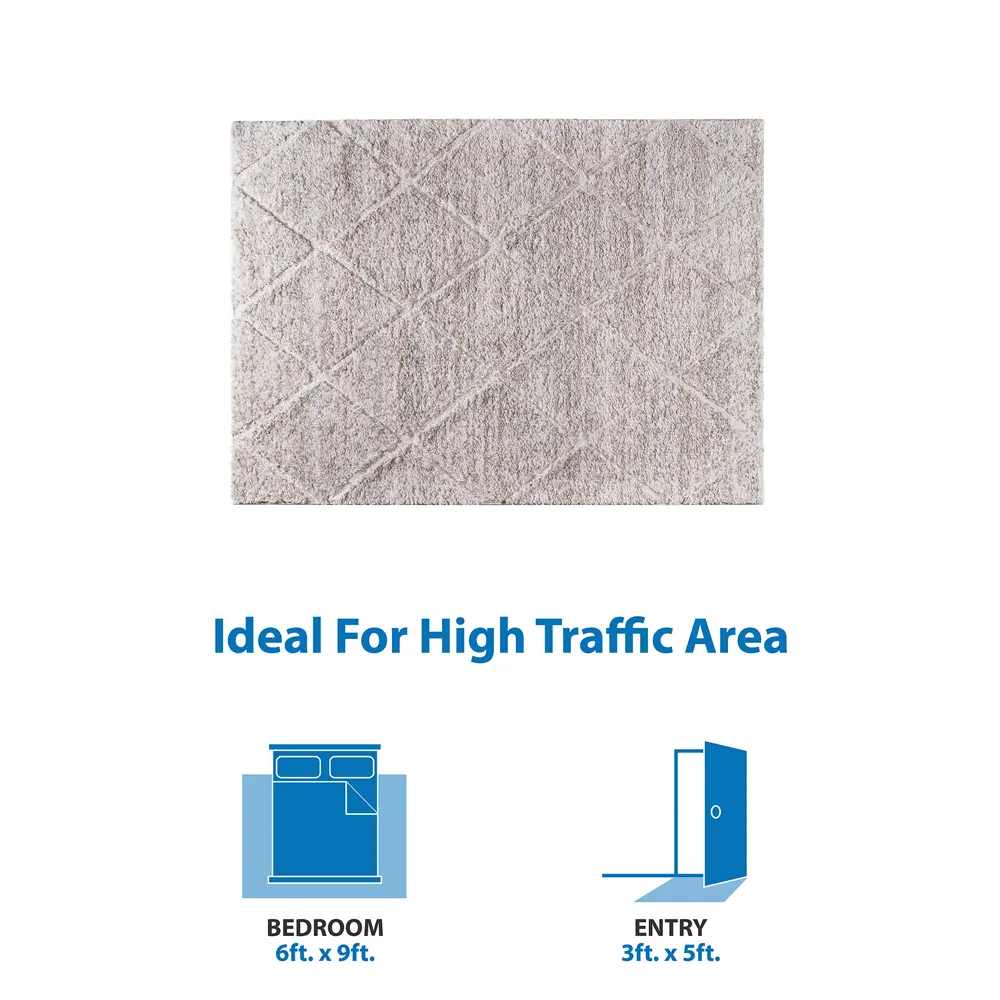 Ideal For High Traffic Area
BEDROOM
6ft. x 9ft.
ENTRY
3ft. x 5ft.